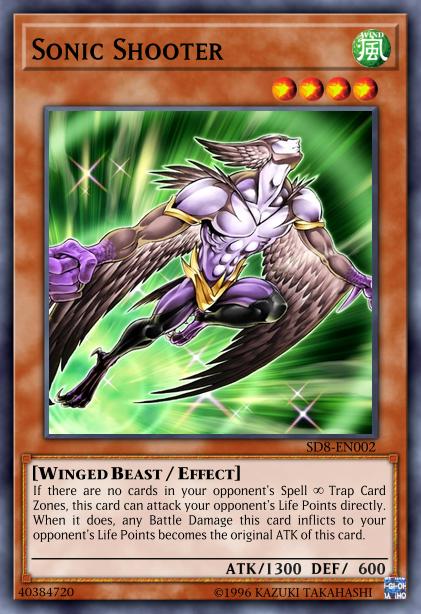 SONIC SHOOTER
WIND
風
SD8-EN002
[WINGED BEAST / EFFECT]
If there are no cards in your opponent's Spell ∞ Trap Card
Zones, this card can attack your opponent's Life Points directly.
When it does, any Battle Damage this card inflicts to your
opponent's Life Points becomes the original ATK of this card.
ATK/1300 DEF/ 600
40384720
©1996 KAZUKI TAKAHASHI